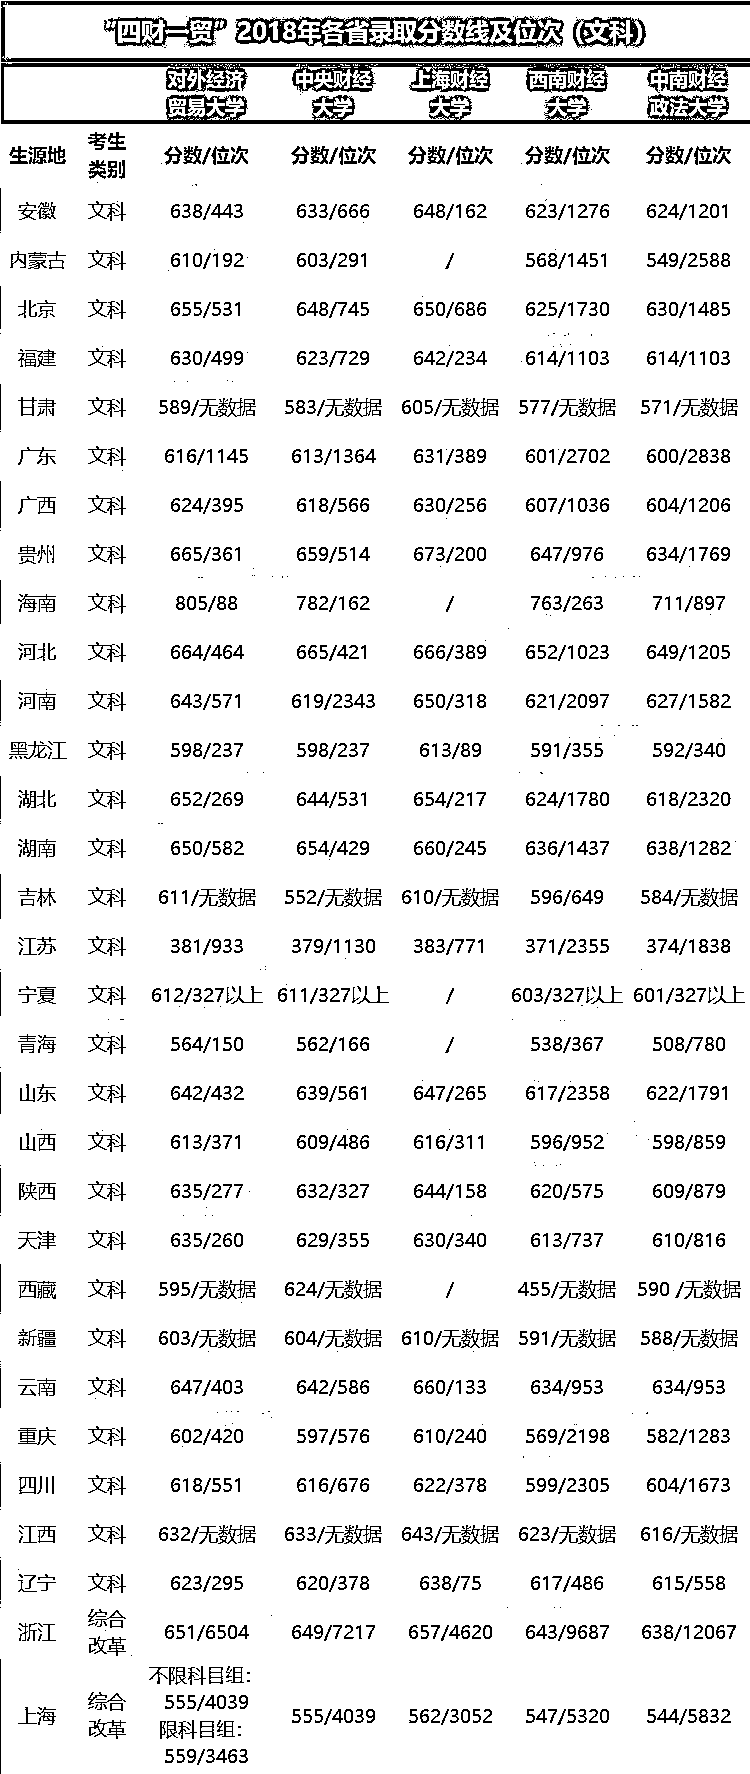 “四财一贸”2018年各省录取分数线及位次（文科）
对外经济 中央财经 上海财经 西南财经 中南财经
贸易大学 大学 大学 大学 政法大学
生源地 考生类别 分数/位次 分数/位次 分数/位次 分数/位次 分数/位次
安徽 文科 638/443 633/666 648/162 623/1276 624/1201
内蒙古 文科 610/192 603/291 / 568/1451 549/2588
北京 文科 655/531 648/745 650/686 625/1730 630/1485
福建 文科 630/499 623/729 642/234 614/1103 614/1103
甘肃 文科 589/无数据 583/无数据 605/无数据 577/无数据 571/无数据
广东 文科 616/1145 613/1364 631/389 601/2702 600/2838
广西 文科 624/395 618/566 630/256 607/1036 604/1206
贵州 文科 665/361 659/514 673/200 647/976 634/1769
海南 文科 805/88 782/162 / 763/263 711/897
河北 文科 664/464 665/421 666/389 652/1023 649/1205
河南 文科 643/571 619/2343 650/318 621/2097 627/1582
黑龙江 文科 598/237 598/237 613/89 591/355 592/340
湖北 文科 652/269 644/531 654/217 624/1780 618/2320
湖南 文科 650/582 654/429 660/245 636/1437 638/1282
吉林 文科 611/无数据 552/无数据 610/无数据 596/649 584/无数据
江苏 文科 381/933 379/1130 383/771 371/2355 374/1838
宁夏 文科 612/327以上 611/327以上 / 603/327以上 601/327以上
青海 文科 564/150 562/166 / 538/367 508/780
山东 文科 642/432 639/561 647/265 617/2358 622/1791
山西 文科 613/371 609/486 616/311 596/952 598/859
陕西 文科 635/277 632/327 644/158 620/575 609/879
天津 文科 635/260 629/355 630/340 613/737 610/816
西藏 文科 595/无数据 624/无数据 / 455/无数据 590 /无数据
新疆 文科 603/无数据 604/无数据 610/无数据 591/无数据 588/无数据
云南 文科 647/403 642/586 660/133 634/953 634/953
重庆 文科 602/420 597/576 610/240 569/2198 582/1283
四川 文科 618/551 616/676 622/378 599/2305 604/1673
江西 文科 632/无数据 633/无数据 643/无数据 623/无数据 616/无数据
辽宁 文科 623/295 620/378 638/75 617/486 615/558
浙江 综合改革 651/6504 649/7217 657/4620 643/9687 638/12067
不限科目组：
555/4039
上海 综合改革 555/4039 562/3052 547/5320 544/5832
限科目组：
559/3463